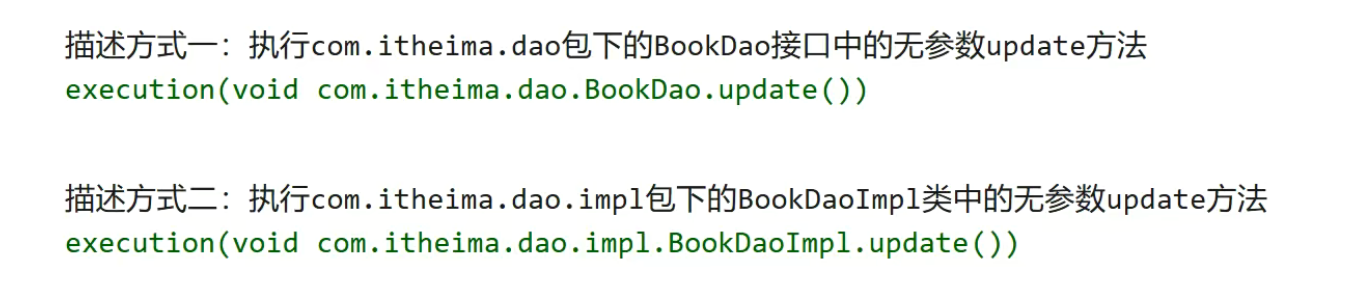 描述方式一：执行com.itheima.dao包下的BookDao接口中的无参数update方法
execution(void com.itheima.dao.BookDao.update())
描述方式二：执行com.itheima.dao.impl包下的BookDaoImpl类中的无参数update方法
execution(void com.itheima.dao.impl.BookDaoImpl.update())